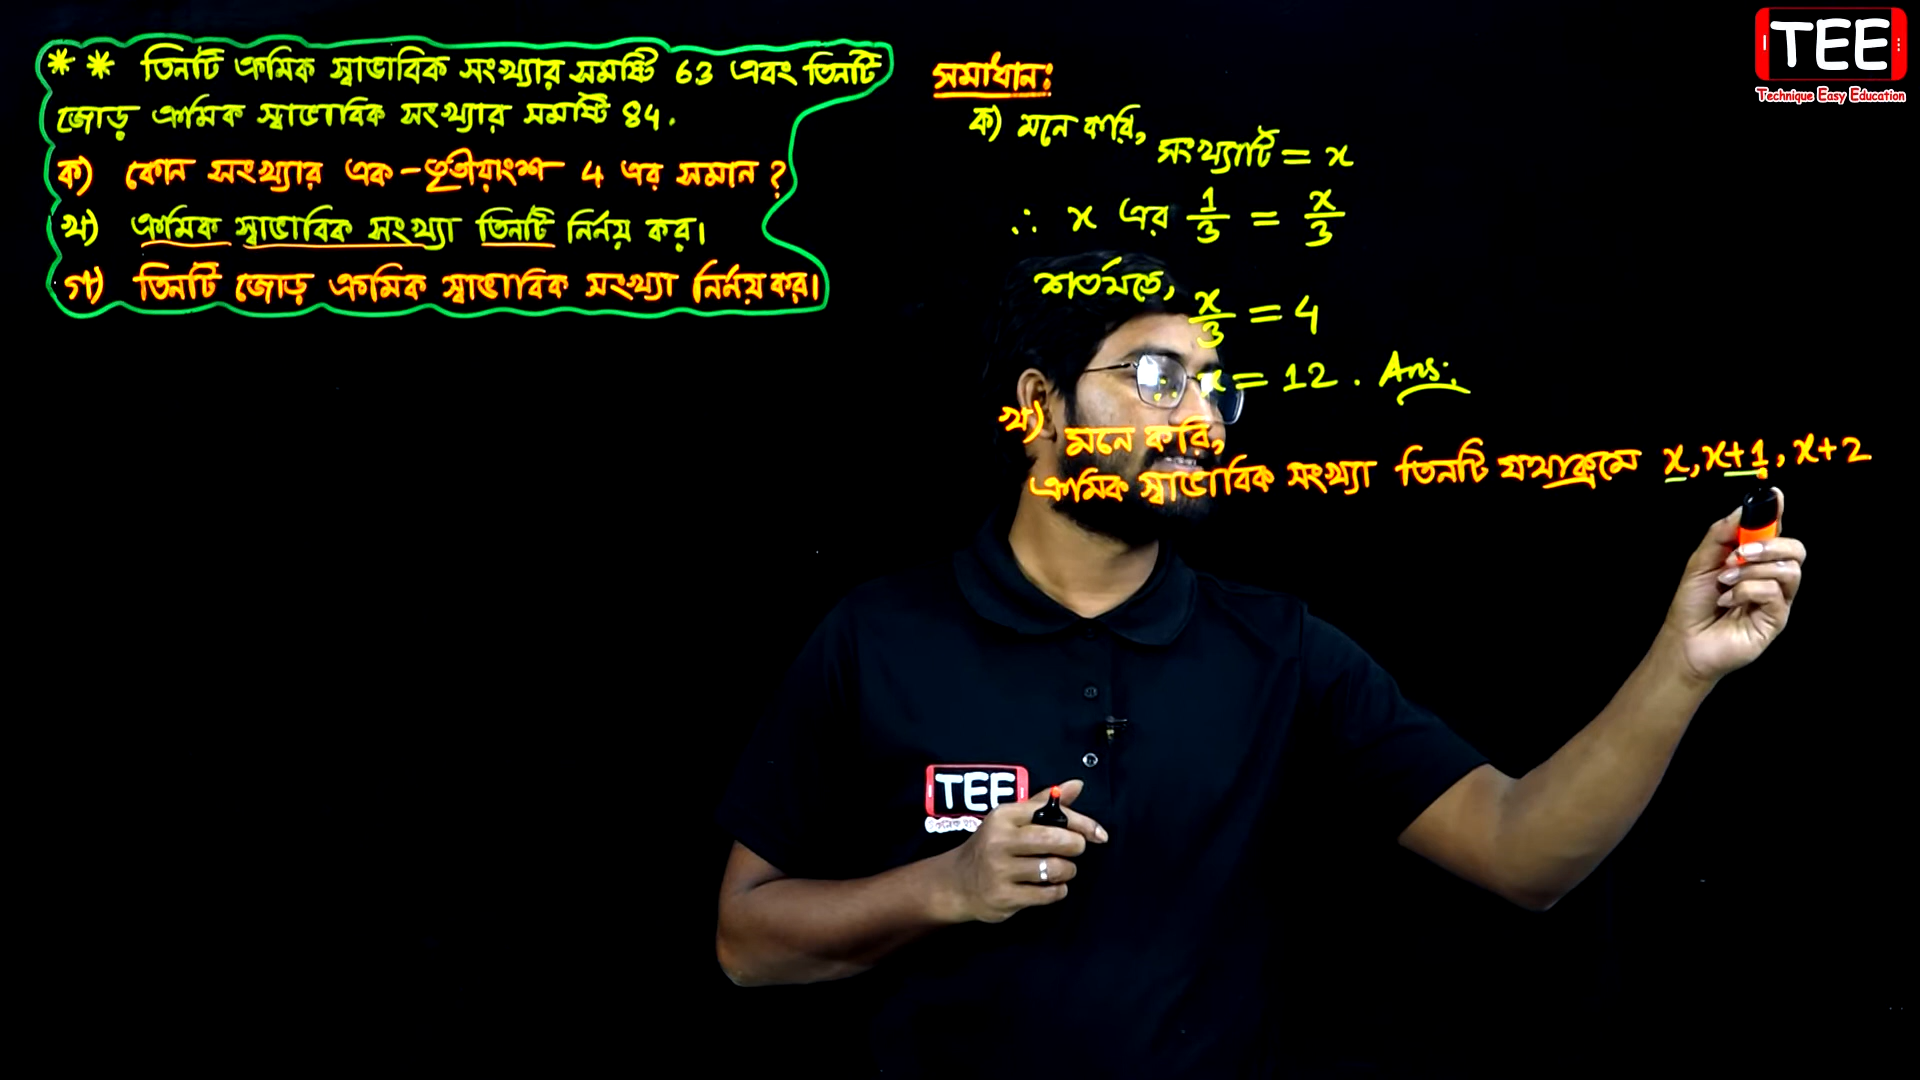 ** তিনটি ক্রমিক স্বাভাবিক সংখ্যার সমষ্টি 63 এবং তিনটি
জোড় ক্রমিক স্বাভাবিক সংখ্যার সমষ্টি 84.
ক) কোন সংখ্যার এক-তৃতীয়াংশ 4 এর সমান ?
খ) ক্রমিক স্বাভাবিক সংখ্যা তিনটি নির্নয় কর।
গ) তিনটি জোড় ক্রমিক স্বাভাবিক সংখ্যা নির্নয় কর।
সমাধান:
ক) মনে করি, সংখ্যাটি = x
∴ x এর 1/3 = x/3
শর্তমতে, x/3 = 4
∴ x = 12 . Ans:
খ) মনে করি,
ক্রমিক স্বাভাবিক সংখ্যা তিনটি যথাক্রমে x, x+1, x+2
TEE
Technique Easy Education
TEE